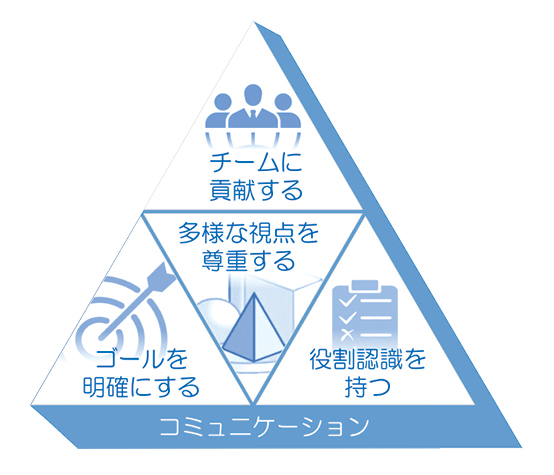 チームに
貢献する
多様な視点を
尊重する
ゴールを
明確にする
役割認識を
持つ
コミュニケーション